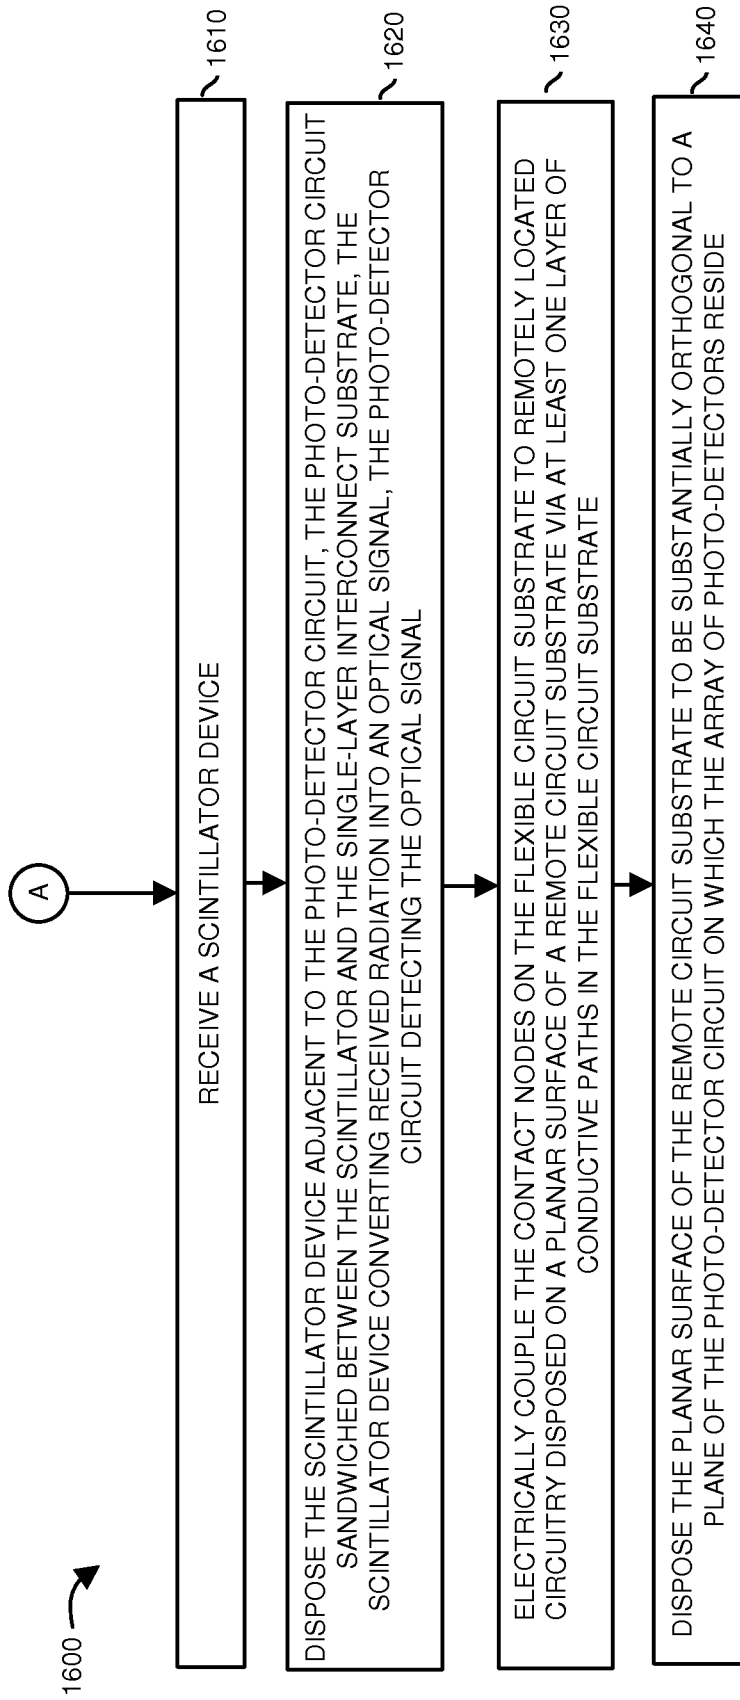 1600
A
RECEIVE A SCINTILLATOR DEVICE
1610
DISPOSE THE SCINTILLATOR DEVICE ADJACENT TO THE PHOTO-DETECTOR CIRCUIT, THE PHOTO-DETECTOR CIRCUIT
SANDWICHED BETWEEN THE SCINTILLATOR AND THE SINGLE-LAYER INTERCONNECT SUBSTRATE, THE
SCINTILLATOR DEVICE CONVERTING RECEIVED RADIATION INTO AN OPTICAL SIGNAL, THE PHOTO-DETECTOR
CIRCUIT DETECTING THE OPTICAL SIGNAL
1620
ELECTRICALLY COUPLE THE CONTACT NODES ON THE FLEXIBLE CIRCUIT SUBSTRATE TO REMOTELY LOCATED
CIRCUITRY DISPOSED ON A PLANAR SURFACE OF A REMOTE CIRCUIT SUBSTRATE VIA AT LEAST ONE LAYER OF
CONDUCTIVE PATHS IN THE FLEXIBLE CIRCUIT SUBSTRATE
1630
DISPOSE THE PLANAR SURFACE OF THE REMOTE CIRCUIT SUBSTRATE TO BE SUBSTANTIALLY ORTHOGONAL TO A
PLANE OF THE PHOTO-DETECTOR CIRCUIT ON WHICH THE ARRAY OF PHOTO-DETECTORS RESIDE
1640